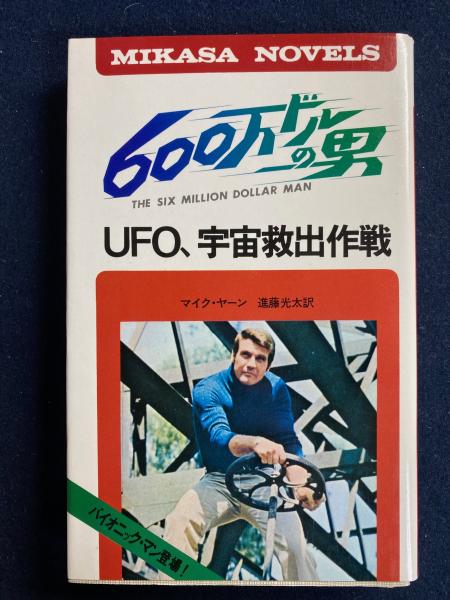 MIKASA NOVELS
600万ドルの男
THE SIX MILLION DOLLAR MAN
UFO、宇宙救出作戦
マイク・ヤーン 進藤光太訳
バイオニック・マン登場!